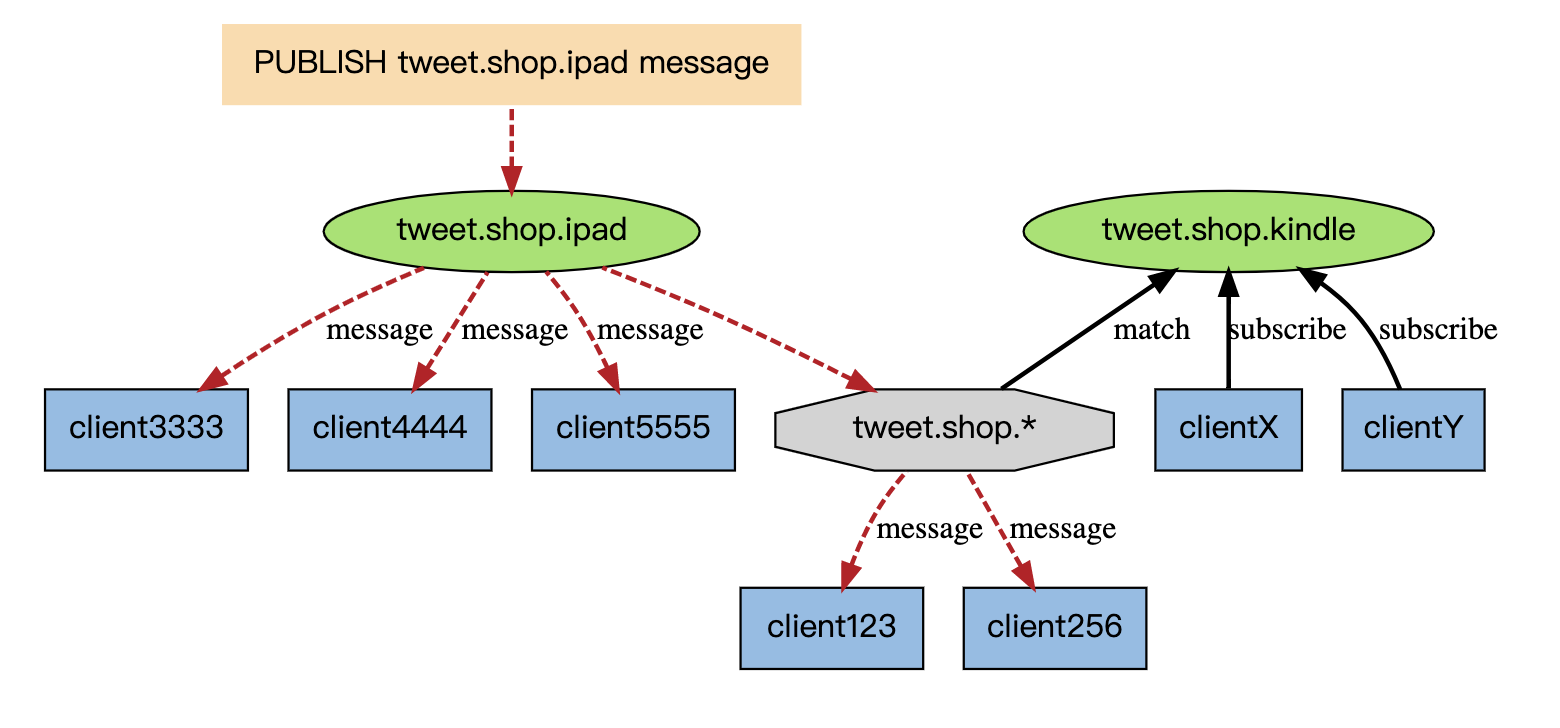 PUBLISH tweet.shop.ipad message
tweet.shop.ipad
tweet.shop.kindle
message
message
message
match
subscribe
subscribe
client3333
client4444
client5555
tweet.shop.*
clientX
clientY
message
message
client123
client256